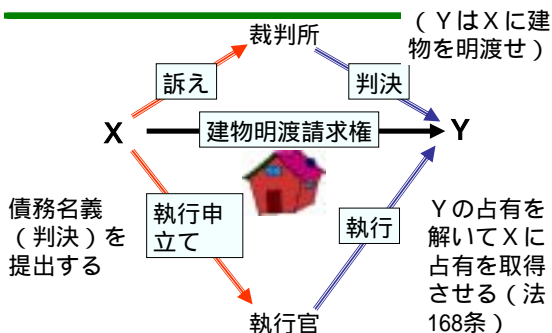 裁判所
（ＹはＸに建
物を明渡せ）
訴え
判決
X
建物明渡請求権
Y
債務名義
（判決）を
提出する
執行申
立て
執行
Ｙの占有を
解いてＸに
占有を取得
させる（法
168条）
執行官